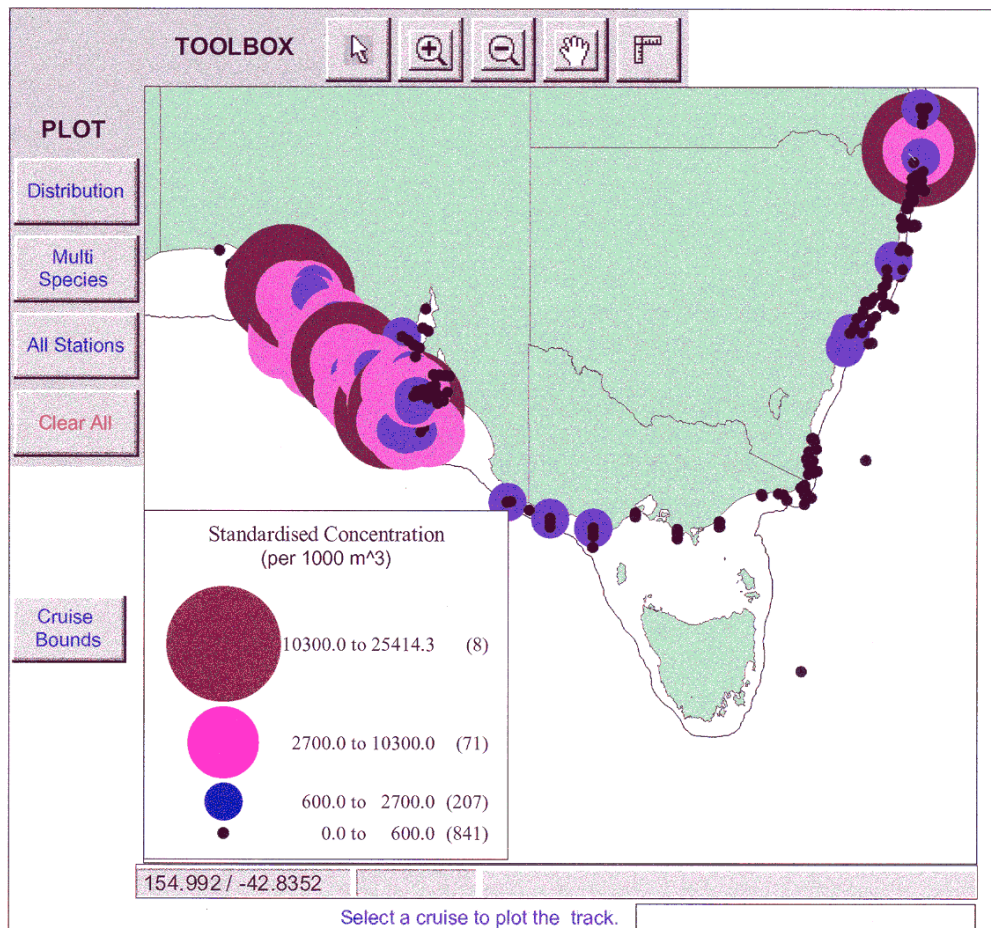 TOOLBOX
PLOT
Distribution
Multi
Species
All Stations
Clear All
Cruise
Bounds
Standardised Concentration
(per 1000 m^3)
10300.0 to 25414.3 (8)
2700.0 to 10300.0 (71)
600.0 to 2700.0 (207)
0.0 to 600.0 (841)
154.992 / -42.8352
Select a cruise to plot the track.